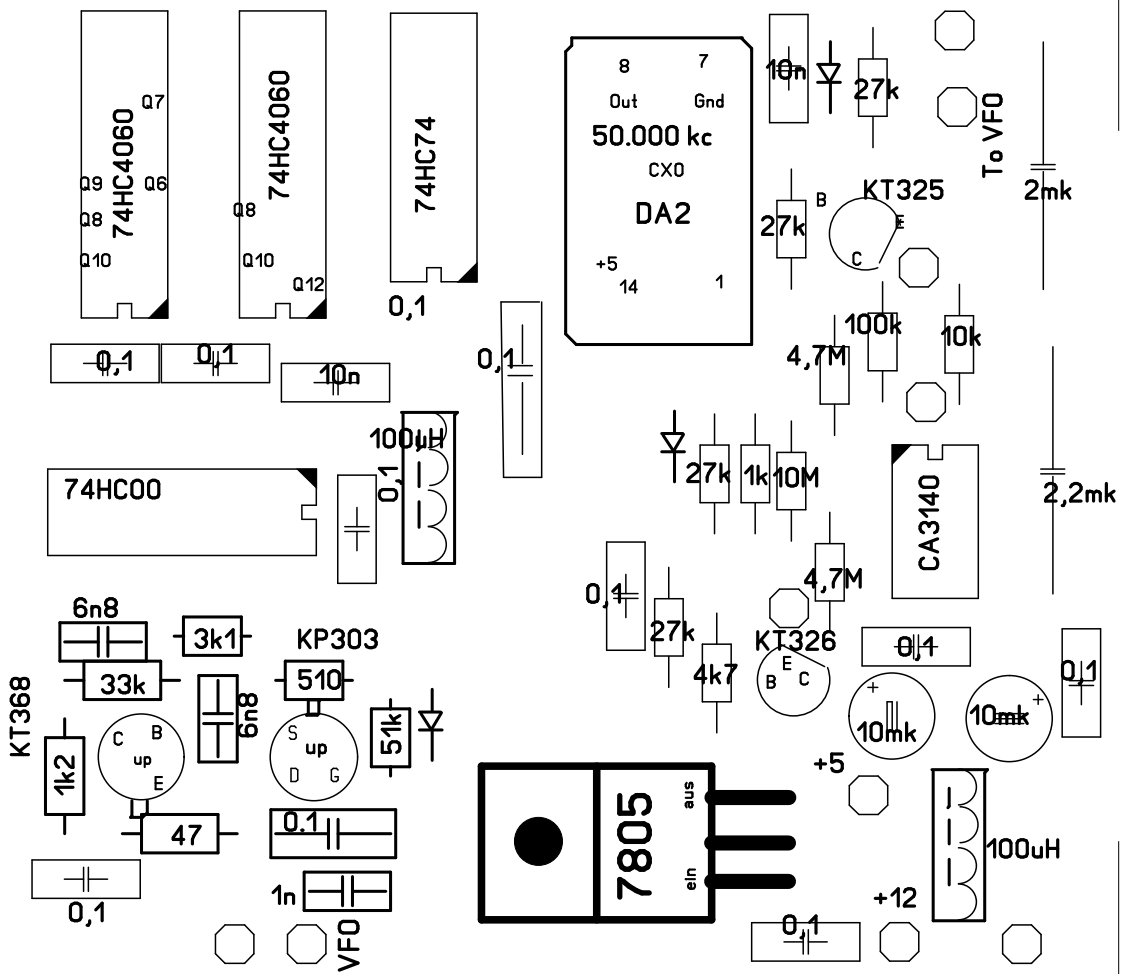 74HC4060
Q7
Q9
Q6
Q8
Q10
74HC4060
Q8
Q10
Q12
74HC74
0,1
8
7
Out
Gnd
50.000 kc
CX0
DA2
+5
14
1
10n
27k
To VFO
2mk
KT325
B
E
C
27k
100k
10k
4,7M
0,1
0,1
10n
0,1
100uH
0,1
74HC00
27k
1k
10M
CA3140
2,2mk
4,7M
0,1
27k
4k7
KT326
E
B
C
0,1
0,1
+
10mk
+
10mk
6n8
3k1
KP303
33k
510
KT368
6n8
51k
C
B
up
E
1k2
S
up
D
G
47
0.1
0,1
1n
VFO
7805
aus
ein
+5
100uH
+12
0,1